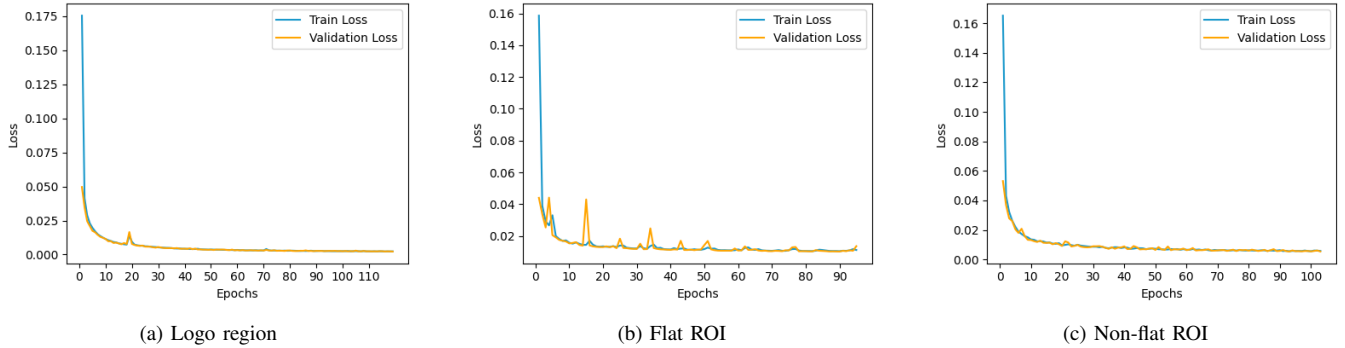 Train Loss
Validation Loss
0.175
0.150
0.125
0.100
0.075
0.050
0.025
0.000
Loss
0 10 20 30 40 50 60 70 80 90 100 110
Epochs
(a) Logo region
Train Loss
Validation Loss
0.16
0.14
0.12
0.10
0.08
0.06
0.04
0.02
Loss
0 10 20 30 40 50 60 70 80 90
Epochs
(b) Flat ROI
Train Loss
Validation Loss
0.16
0.14
0.12
0.10
0.08
0.06
0.04
0.02
0.00
Loss
0 10 20 30 40 50 60 70 80 90 100
Epochs
(c) Non-flat ROI